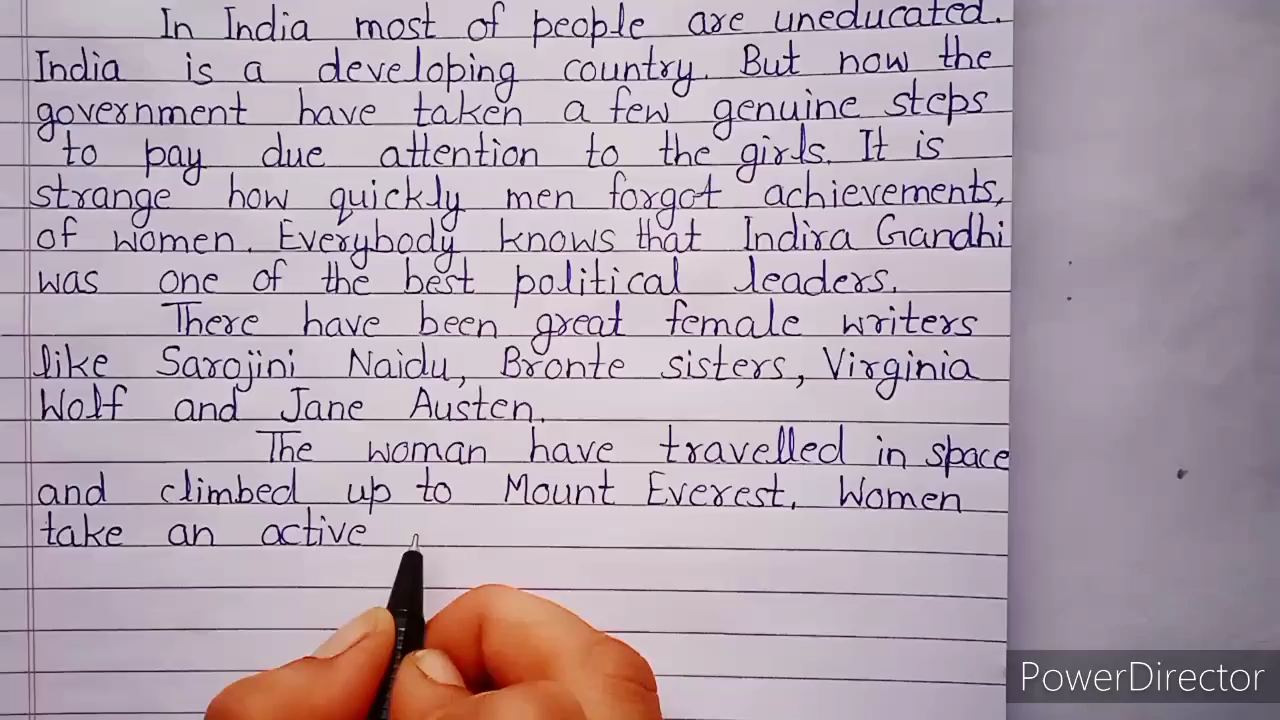 In India most of people are uneducated.
India is a developing country. But now the
government have taken a few genuine steps
to pay due attention to the girls. It is
strange how quickly men forgot achievements,
of women. Everybody knows that Indira Gandhi
was one of the best political leaders.
There have been great female writers
like Sarojini Naidu, Bronte sisters, Virginia
Wolf and Jane Austen.
The woman have travelled in space
and climbed up to Mount Everest. Women
take an active
PowerDirector